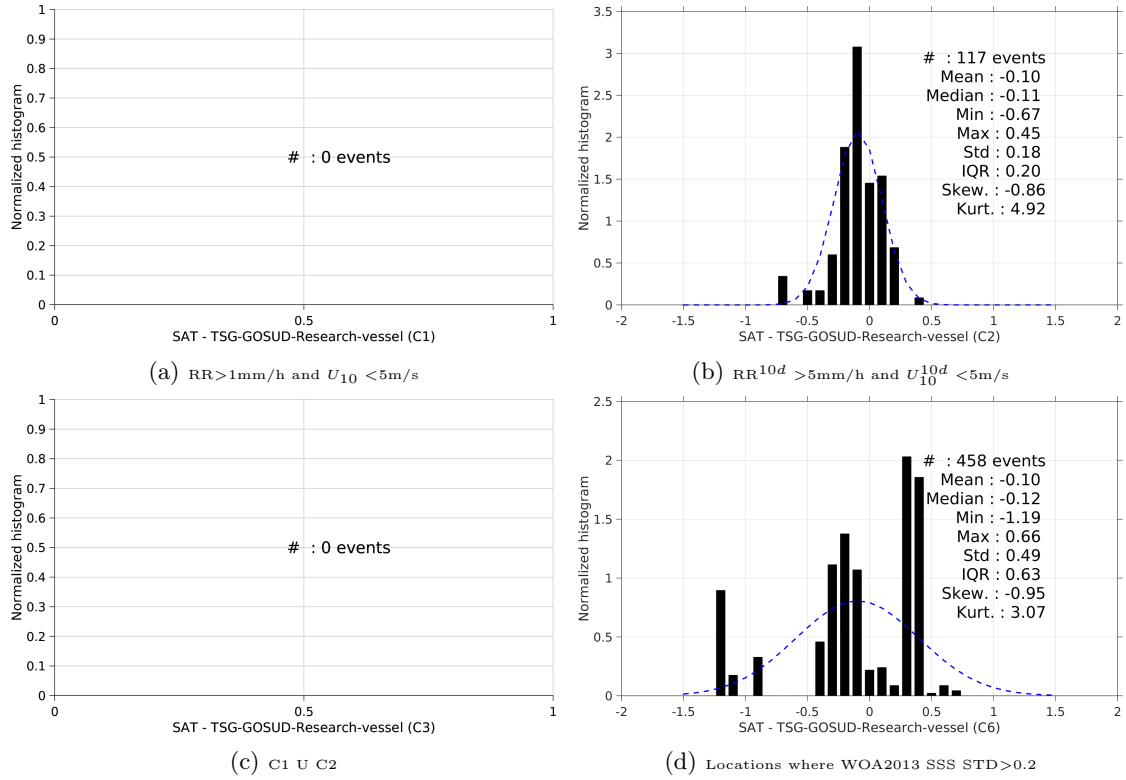 1
0.9
0.8
0.7
0.6
0.5
0.4
0.3
0.2
0.1
0
Normalized histogram
# : 0 events
0 0.5 1
SAT - TSG-GOSUD-Research-vessel (C1)
(a) RR>1mm/h and U10 <5m/s
3.5
3
2.5
2
1.5
1
0.5
0
Normalized histogram
# : 117 events
Mean : -0.10
Median : -0.11
Min : -0.67
Max : 0.45
Std : 0.18
IQR : 0.20
Skew. : -0.86
Kurt. : 4.92
-2 -1.5 -1 -0.5 0 0.5 1 1.5 2
SAT - TSG-GOSUD-Research-vessel (C2)
(b) RR10d >5mm/h and U10d10 <5m/s
1
0.9
0.8
0.7
0.6
0.5
0.4
0.3
0.2
0.1
0
Normalized histogram
# : 0 events
0 0.5 1
SAT - TSG-GOSUD-Research-vessel (C3)
(c) C1 U C2
2.5
2
1.5
1
0.5
0
Normalized histogram
# : 458 events
Mean : -0.10
Median : -0.12
Min : -1.19
Max : 0.66
Std : 0.49
IQR : 0.63
Skew. : -0.95
Kurt. : 3.07
-2 -1.5 -1 -0.5 0 0.5 1 1.5 2
SAT - TSG-GOSUD-Research-vessel (C6)
(d) Locations where WOA2013 SSS STD>0.2